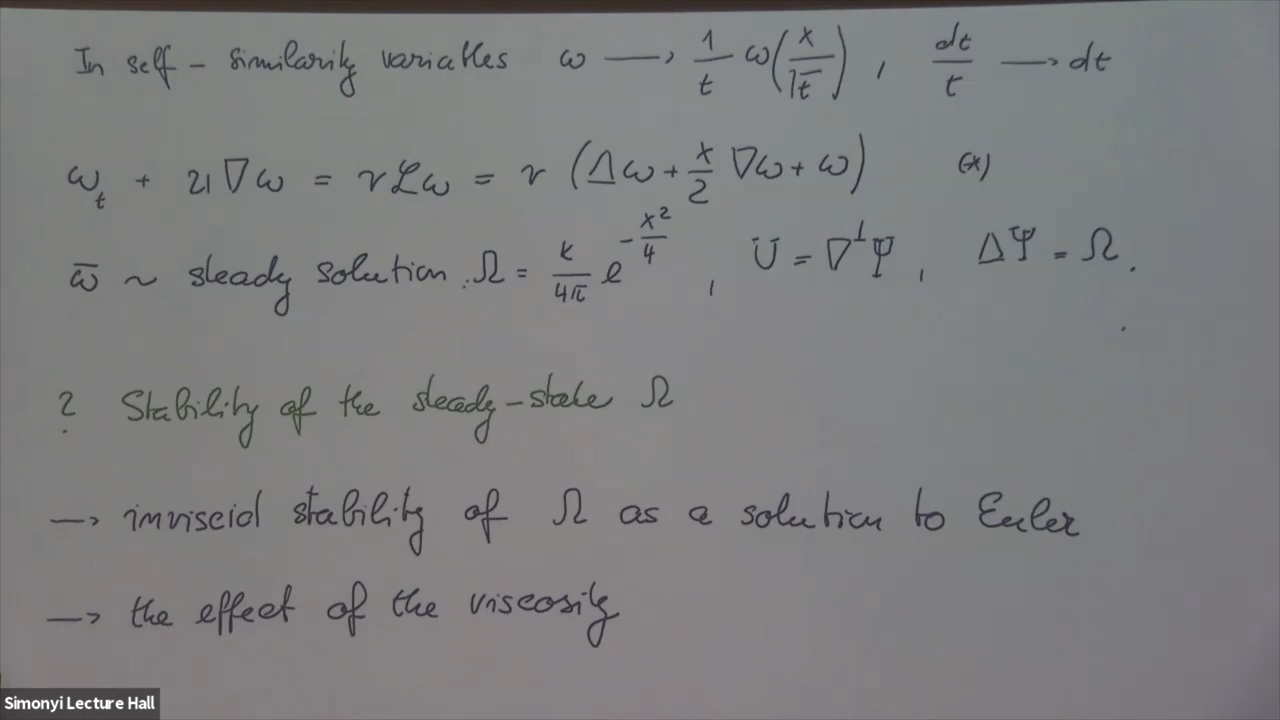 In self-similarity variables ω → 1/t ω(x/√t), dt/t → dt
ω_t + u∇ω = νℒω = ν(Δω + x/2 ∇ω + ω) (*)
ω̄ ~ steady solution. Ω = κ/4π e^{-x²/4}, U = ∇^⊥Ψ, ΔΨ = Ω.
? Stability of the steady-state Ω
→ inviscid stability of Ω as a solution to Euler
→ the effect of the viscosity
Simonyi Lecture Hall